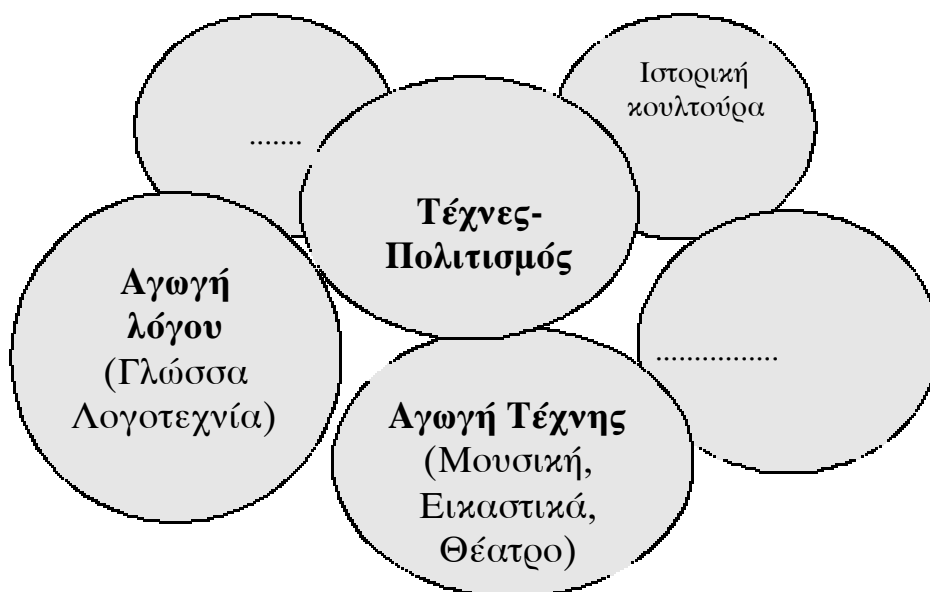 Ιστορική
κουλτούρα
.......
Τέχνες-
Πολιτισμός
Αγωγή
λόγου
(Γλώσσα
Λογοτεχνία)
................
Αγωγή Τέχνης
(Μουσική,
Εικαστικά,
Θέατρο)